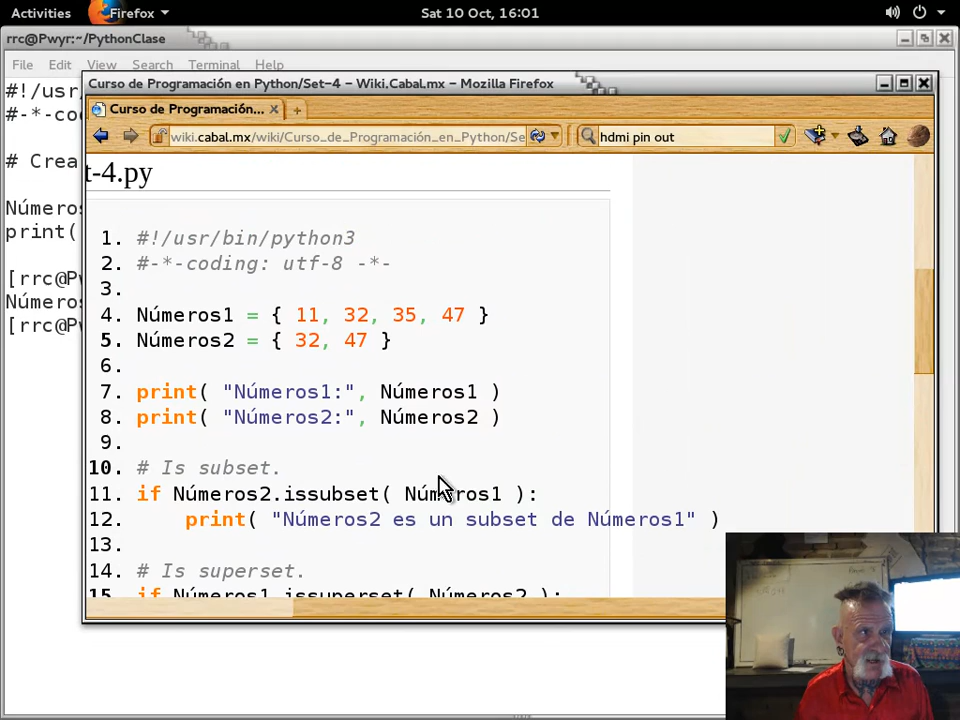 Activities Firefox Sat 10 Oct, 16:01
rrc@Pwyr:~/PythonClase
File Edit View Search Terminal Help
Curso de Programación en Python/Set-4 – Wiki.Cabal.mx – Mozilla Firefox
Curso de Programación... × +
wiki.cabal.mx/wiki/Curso_de_Programación_en_Python/Se hdmi pin out
#!/usr
#-*-co
# Crea
Números
print(
[rrc@P
Números
[rrc@P
t-4.py
1. #!/usr/bin/python3
2. #-*-coding: utf-8 -*-
3.
4. Números1 = { 11, 32, 35, 47 }
5. Números2 = { 32, 47 }
6.
7. print( "Números1:", Números1 )
8. print( "Números2:", Números2 )
9.
10. # Is subset.
11. if Números2.issubset( Números1 ):
12. print( "Números2 es un subset de Números1" )
13.
14. # Is superset.
15. if Números1.issuperset( Números2 ):